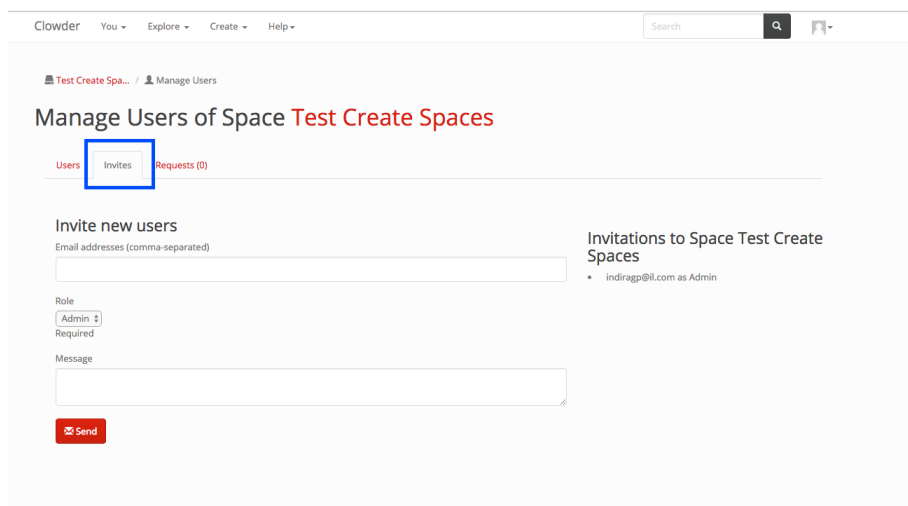 Clowder You Explore Create Help Search
Test Create Spa... / Manage Users
Manage Users of Space Test Create Spaces
Users Invites Requests (0)
Invite new users
Email addresses (comma-separated)
Role
Admin
Required
Message
Send
Invitations to Space Test Create
Spaces
indiragp@il.com as Admin